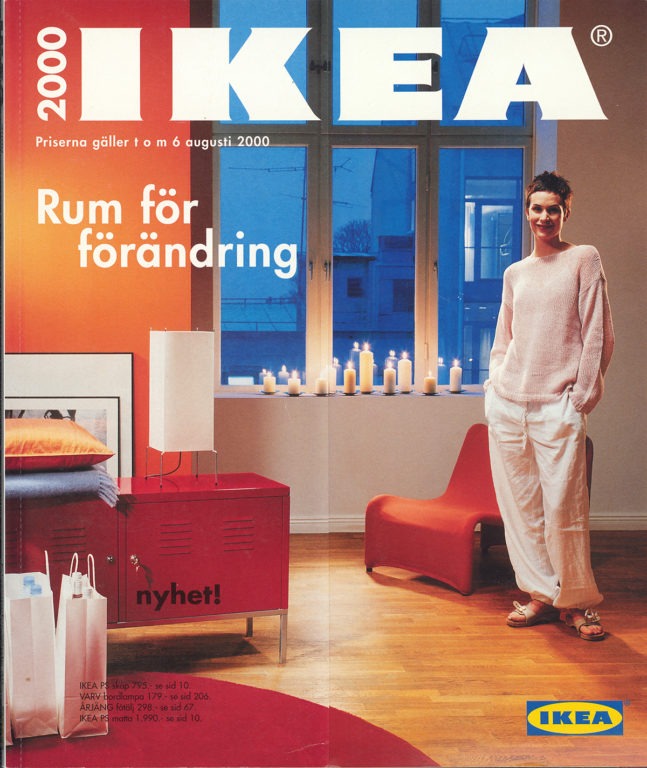 2000
IKEA®
Priserna gäller t o m 6 augusti 2000
Rum för
förändring
nyhet!
IKEA PS skåp 795.- se sid 10.
VARV bordlampa 179.- se sid 206.
ÅRJÄNG fåtölj 298.- se sid 67.
IKEA PS matta 1.990.- se sid 10.
IKEA